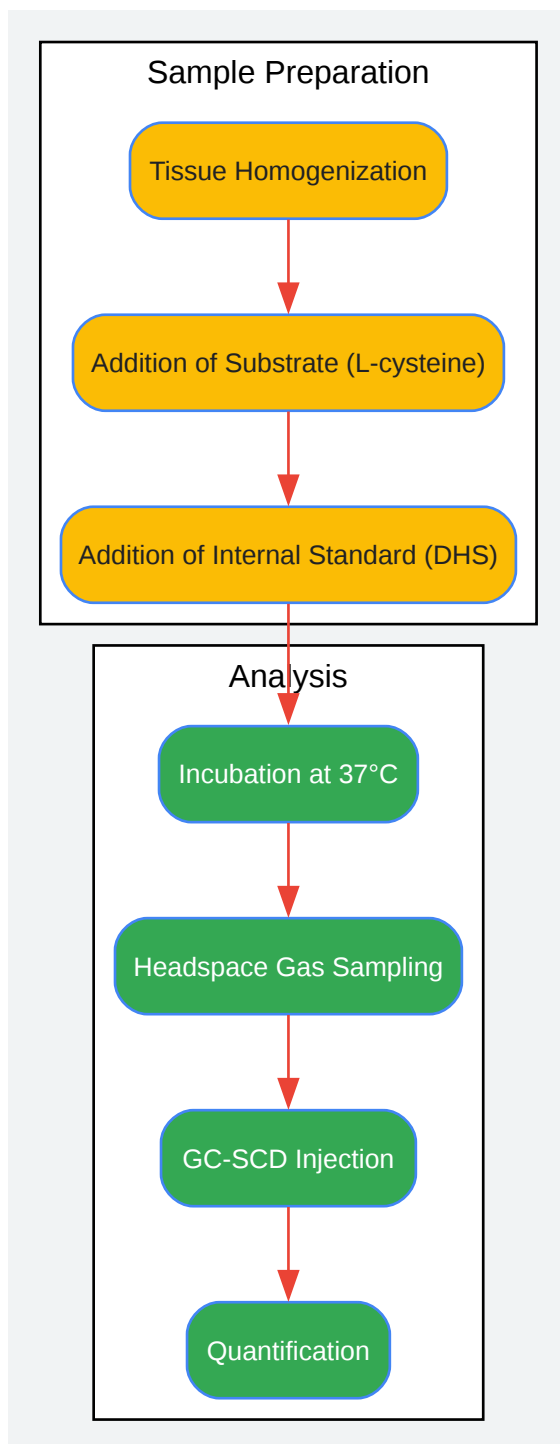 Sample Preparation
Tissue Homogenization
Addition of Substrate (L-cysteine)
Addition of Internal Standard (DHS)
Analysis
Incubation at 37°C
Headspace Gas Sampling
GC-SCD Injection
Quantification